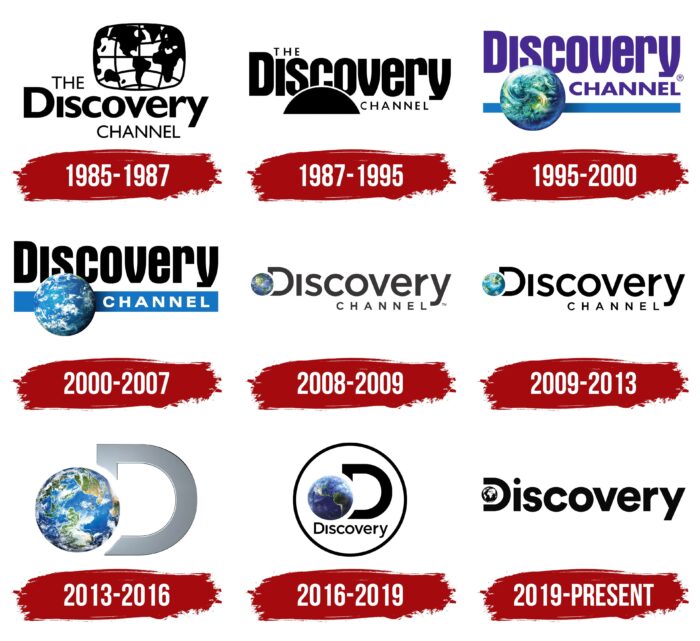 THE
Discovery
CHANNEL
1985-1987
THE
Discovery
CHANNEL
1987-1995
Discovery®
CHANNEL
1995-2000
Discovery
CHANNEL
2000-2007
Discovery
CHANNEL™
2008-2009
Discovery
CHANNEL
2009-2013
D
2013-2016
D
Discovery
2016-2019
Discovery
2019-PRESENT